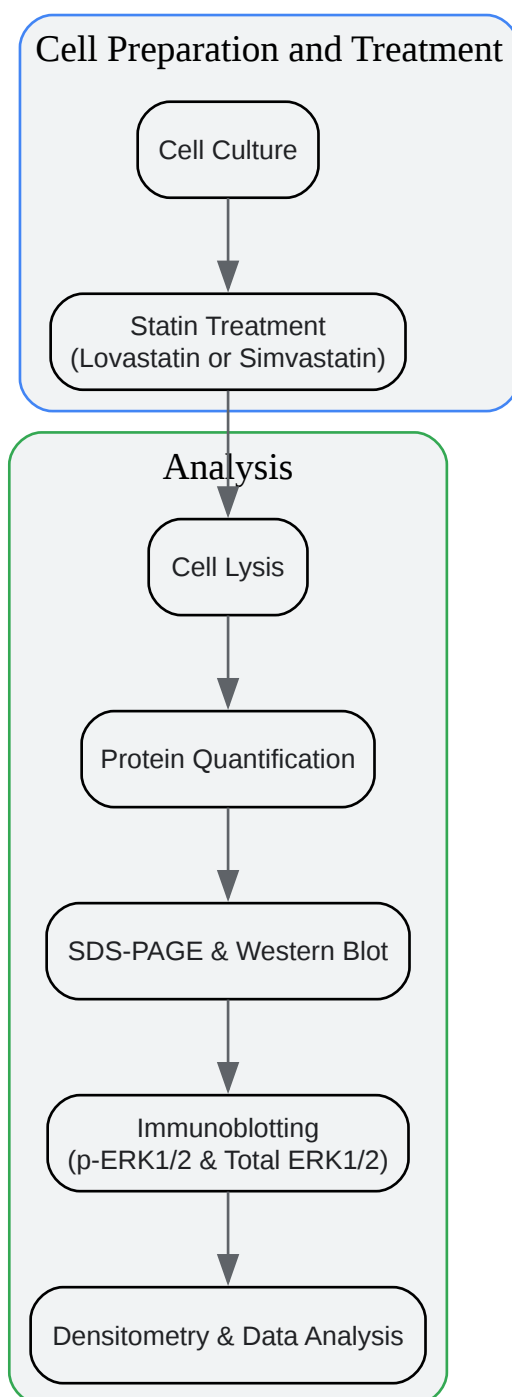 Cell Preparation and Treatment
Cell Culture
Statin Treatment
(Lovastatin or Simvastatin)
Analysis
Cell Lysis
Protein Quantification
SDS-PAGE & Western Blot
Immunoblotting
(p-ERK1/2 & Total ERK1/2)
Densitometry & Data Analysis